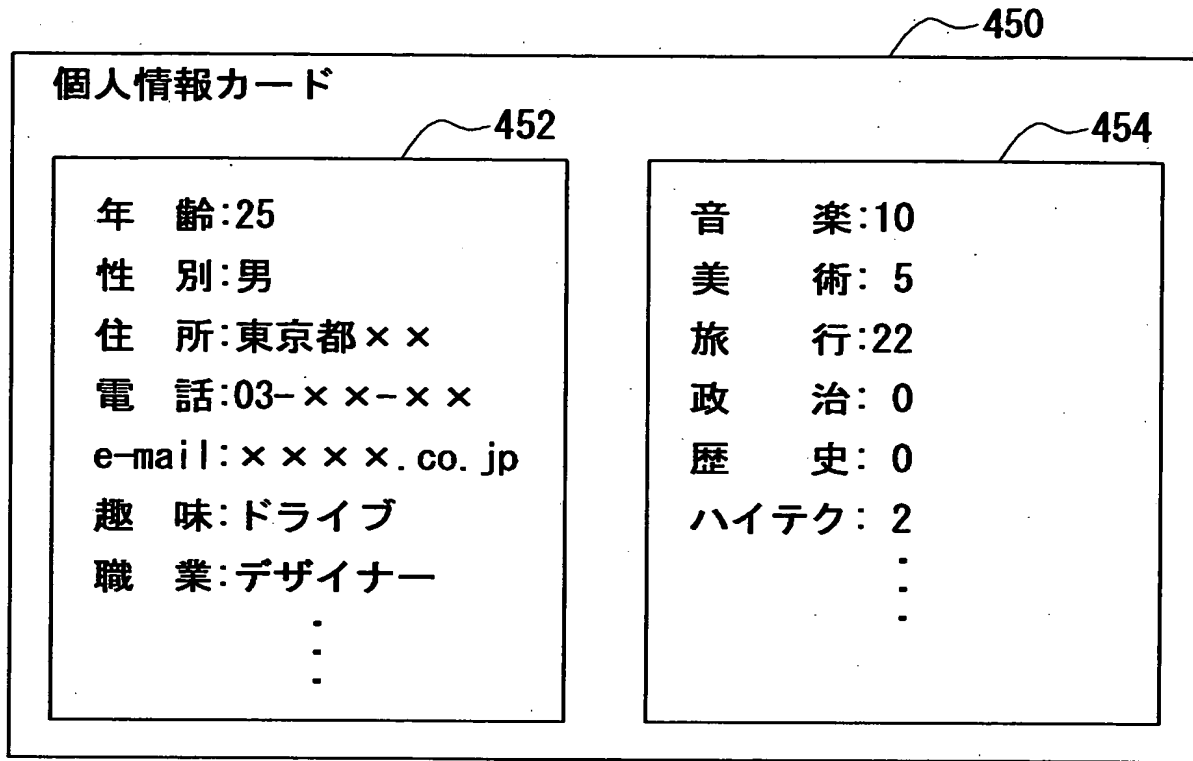 450
個人情報カード
452
年 齢:25
性 別:男
住 所:東京都××
電 話:03-××-××
e-mail:××××.co.jp
趣 味:ドライブ
職 業:デザイナー
454
音 楽:10
美 術: 5
旅 行:22
政 治: 0
歴 史: 0
ハイテク: 2